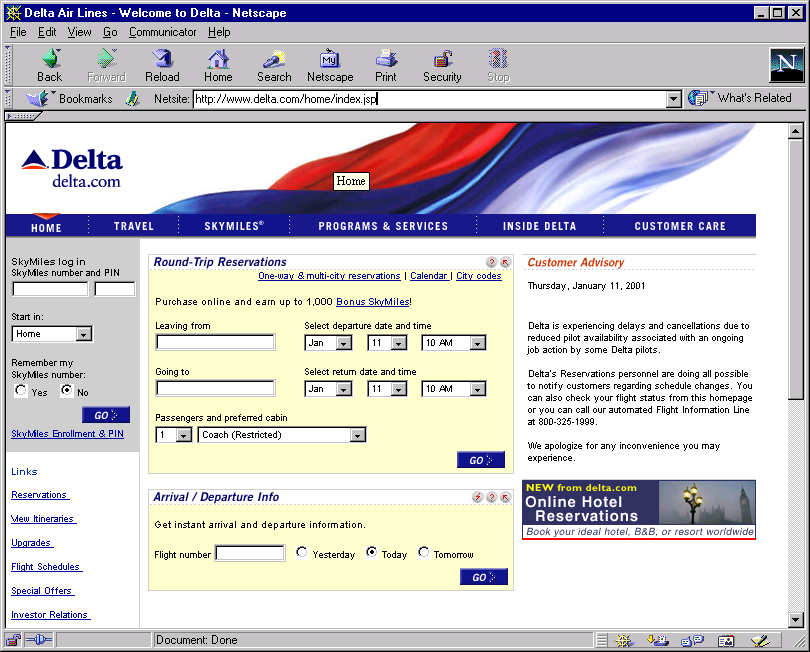 Delta Air Lines - Welcome to Delta - Netscape
File Edit View Go Communicator Help
Back Forward Reload Home Search Netscape Print Security Stop
My
N
Bookmarks Netsite: http://www.delta.com/home/index.jsp What's Related
Delta
delta.com
Home
HOME TRAVEL SKYMILES® PROGRAMS & SERVICES INSIDE DELTA CUSTOMER CARE
SkyMiles log in
SkyMiles number and PIN
Start in:
Home
Remember my
SkyMiles number:
Yes No
GO
SkyMiles Enrollment & PIN
Links
Reservations
View Itineraries
Upgrades
Flight Schedules
Special Offers
Investor Relations
Round-Trip Reservations ?
One-way & multi-city reservations | Calendar | City codes
Purchase online and earn up to 1,000 Bonus SkyMiles!
Leaving from Select departure date and time
Jan 11 10 AM
Going to Select return date and time
Jan 11 10 AM
Passengers and preferred cabin
1 Coach (Restricted)
GO
Arrival / Departure Info ?
Get instant arrival and departure information.
Flight number Yesterday Today Tomorrow
GO
Customer Advisory
Thursday, January 11, 2001
Delta is experiencing delays and cancellations due to
reduced pilot availability associated with an ongoing
job action by some Delta pilots.
Delta's Reservations personnel are doing all possible
to notify customers regarding schedule changes. You
can also check your flight status from this homepage
or you can call our automated Flight Information Line
at 800-325-1999.
We apologize for any inconvenience you may
experience.
NEW from delta.com
Online Hotel
Reservations
Book your ideal hotel, B&B, or resort worldwide
Document: Done